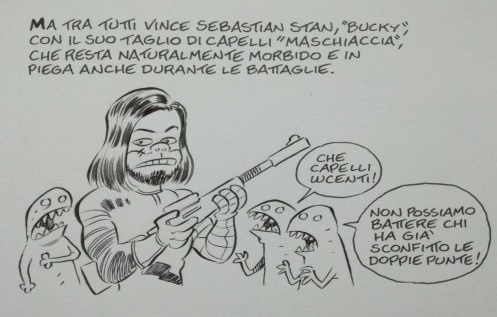 MA TRA TUTTI VINCE SEBASTIAN STAN, "BUCKY",
CON IL SUO TAGLIO DI CAPELLI "MASCHIACCIA",
CHE RESTA NATURALMENTE MORBIDO E IN
PIEGA ANCHE DURANTE LE BATTAGLIE.
CHE
CAPELLI
LUCENTI!
NON POSSIAMO
BATTERE CHI
HA GIÀ
SCONFITTO LE
DOPPIE PUNTE!